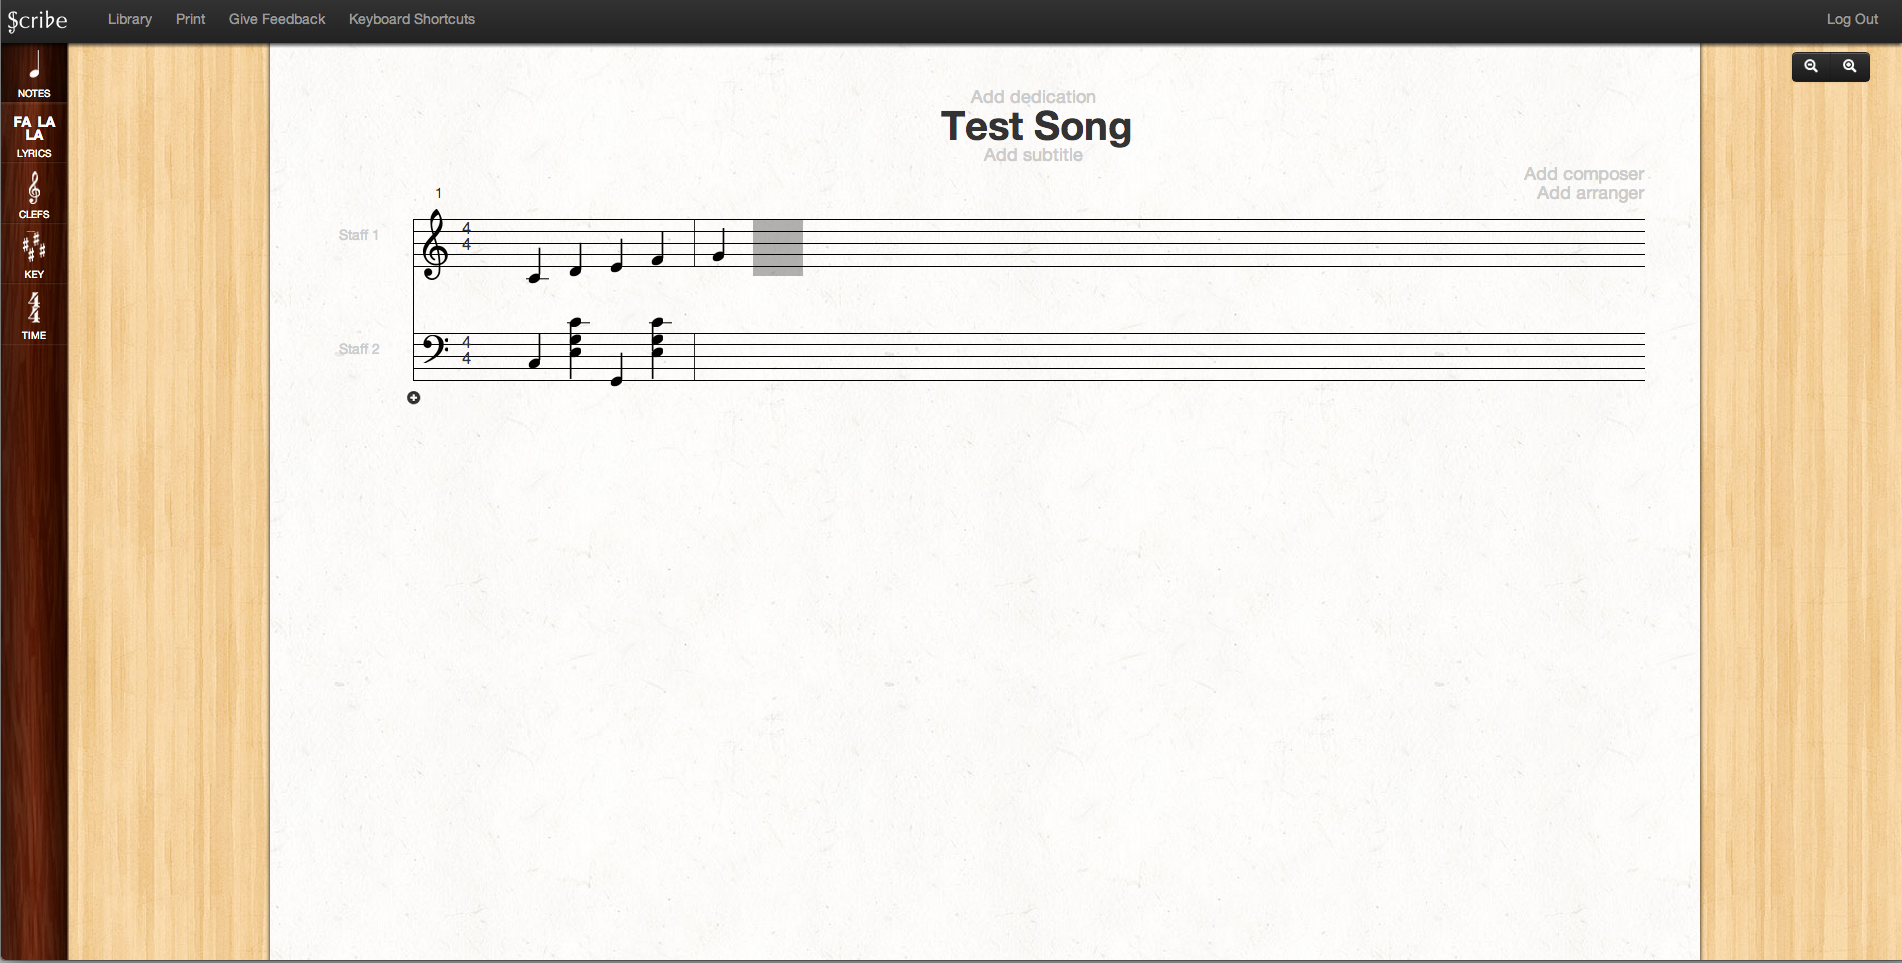 Scribe Library Print Give Feedback Keyboard Shortcuts Log Out
NOTES
FA LA
LA
LYRICS
CLEFS
KEY
4
4
TIME
Add dedication
Test Song
Add subtitle
Add composer
Add arranger
1
Staff 1
4
4
Staff 2
4
4